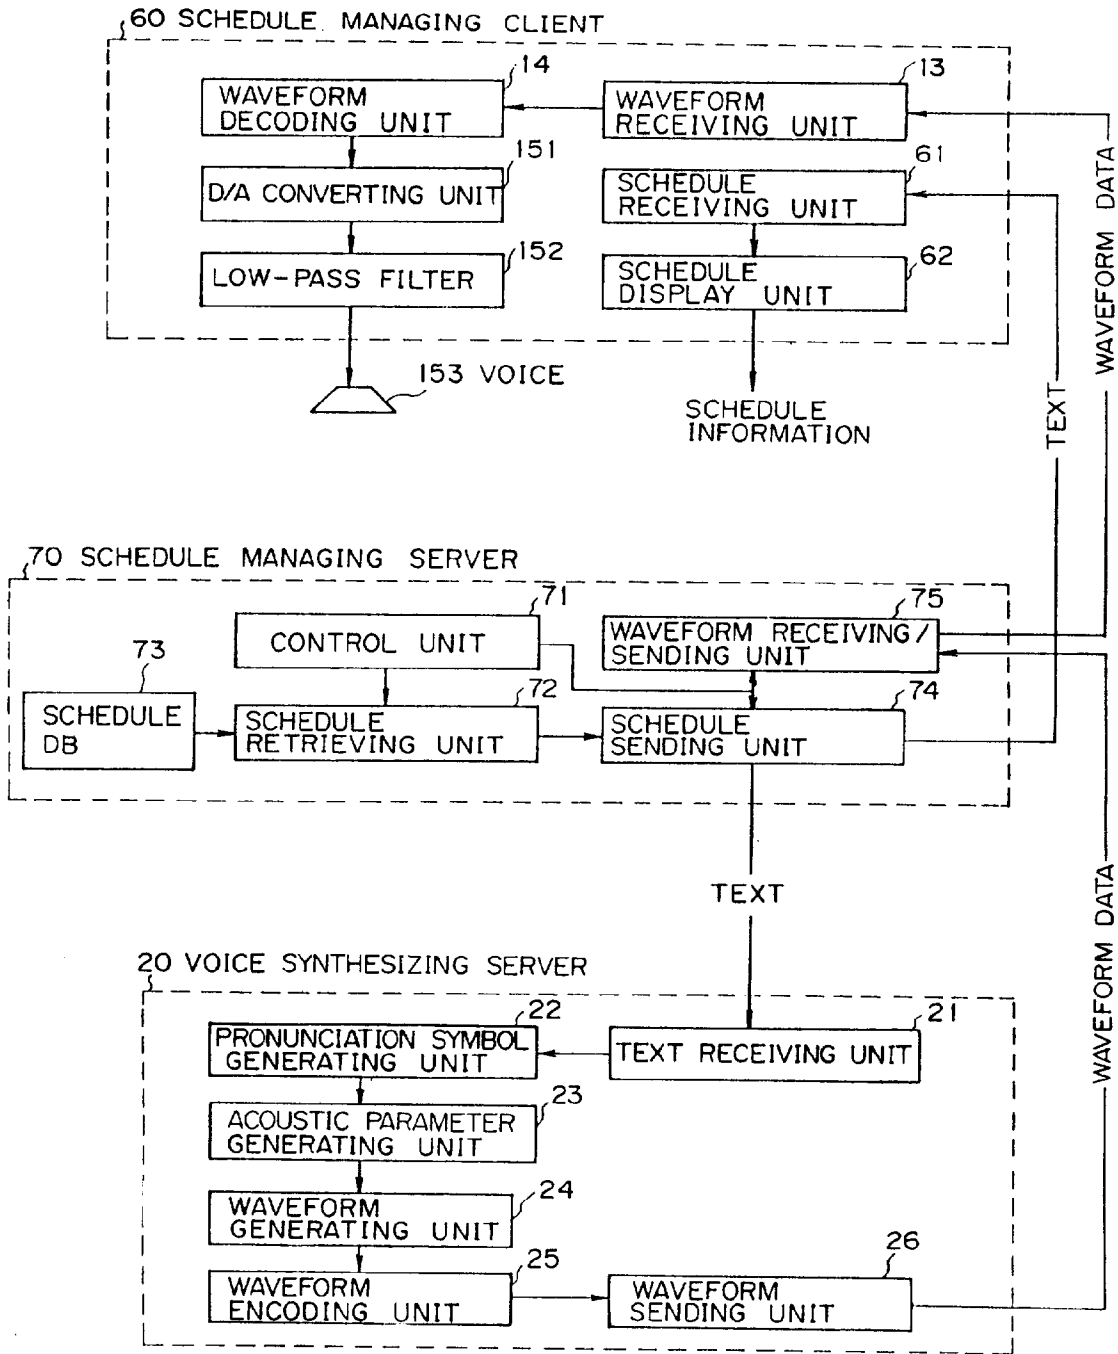 60 SCHEDULE MANAGING CLIENT
14
WAVEFORM
DECODING UNIT
13
WAVEFORM
RECEIVING UNIT
151
D/A CONVERTING UNIT
61
SCHEDULE
RECEIVING UNIT
152
LOW-PASS FILTER
62
SCHEDULE
DISPLAY UNIT
153 VOICE
SCHEDULE
INFORMATION
TEXT
WAVEFORM DATA
70 SCHEDULE MANAGING SERVER
71
CONTROL UNIT
75
WAVEFORM RECEIVING/
SENDING UNIT
73
SCHEDULE
DB
72
SCHEDULE
RETRIEVING UNIT
74
SCHEDULE
SENDING UNIT
TEXT
WAVEFORM DATA
20 VOICE SYNTHESIZING SERVER
22
PRONUNCIATION SYMBOL
GENERATING UNIT
21
TEXT RECEIVING UNIT
23
ACOUSTIC PARAMETER
GENERATING UNIT
24
WAVEFORM
GENERATING UNIT
25
WAVEFORM
ENCODING UNIT
26
WAVEFORM
SENDING UNIT